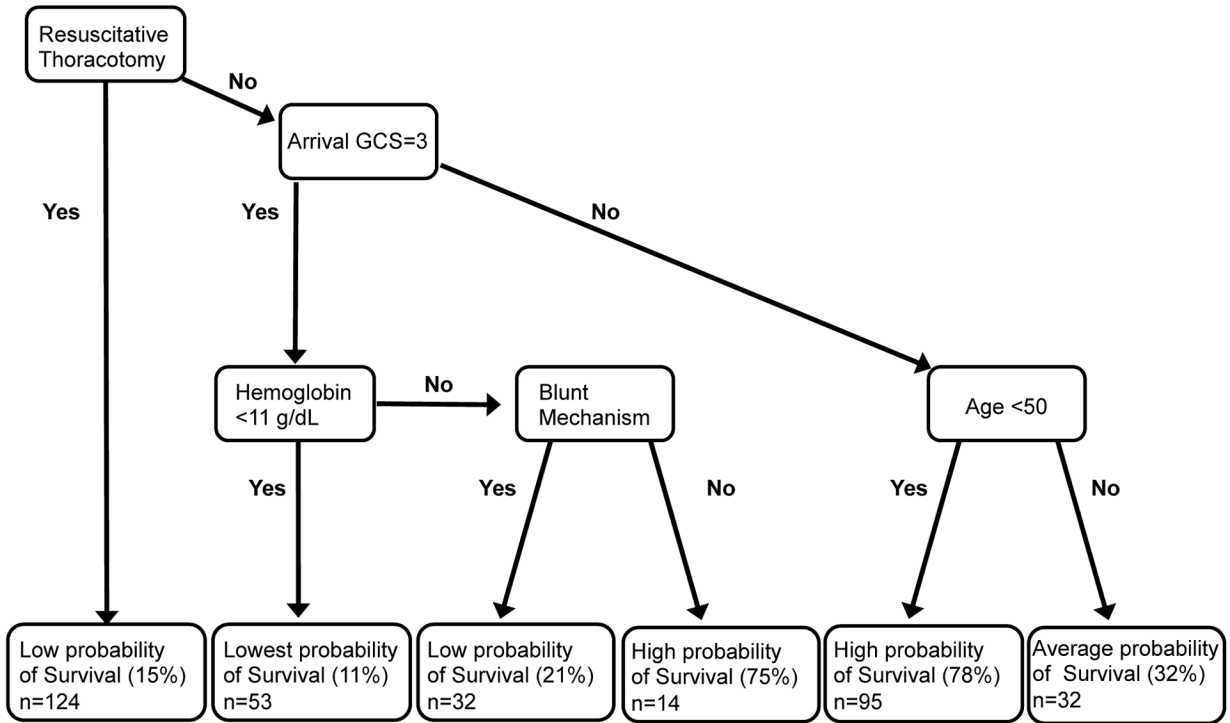 Resuscitative
Thoracotomy
No
Arrival GCS=3
Yes
Yes
No
Hemoglobin
<11 g/dL
No
Blunt
Mechanism
Age <50
Yes
Yes
No
Yes
No
Low probability
of Survival (15%)
n=124
Lowest probability
of Survival (11%)
n=53
Low probability
of Survival (21%)
n=32
High probability
of Survival (75%)
n=14
High probability
of Survival (78%)
n=95
Average probability
of Survival (32%)
n=32